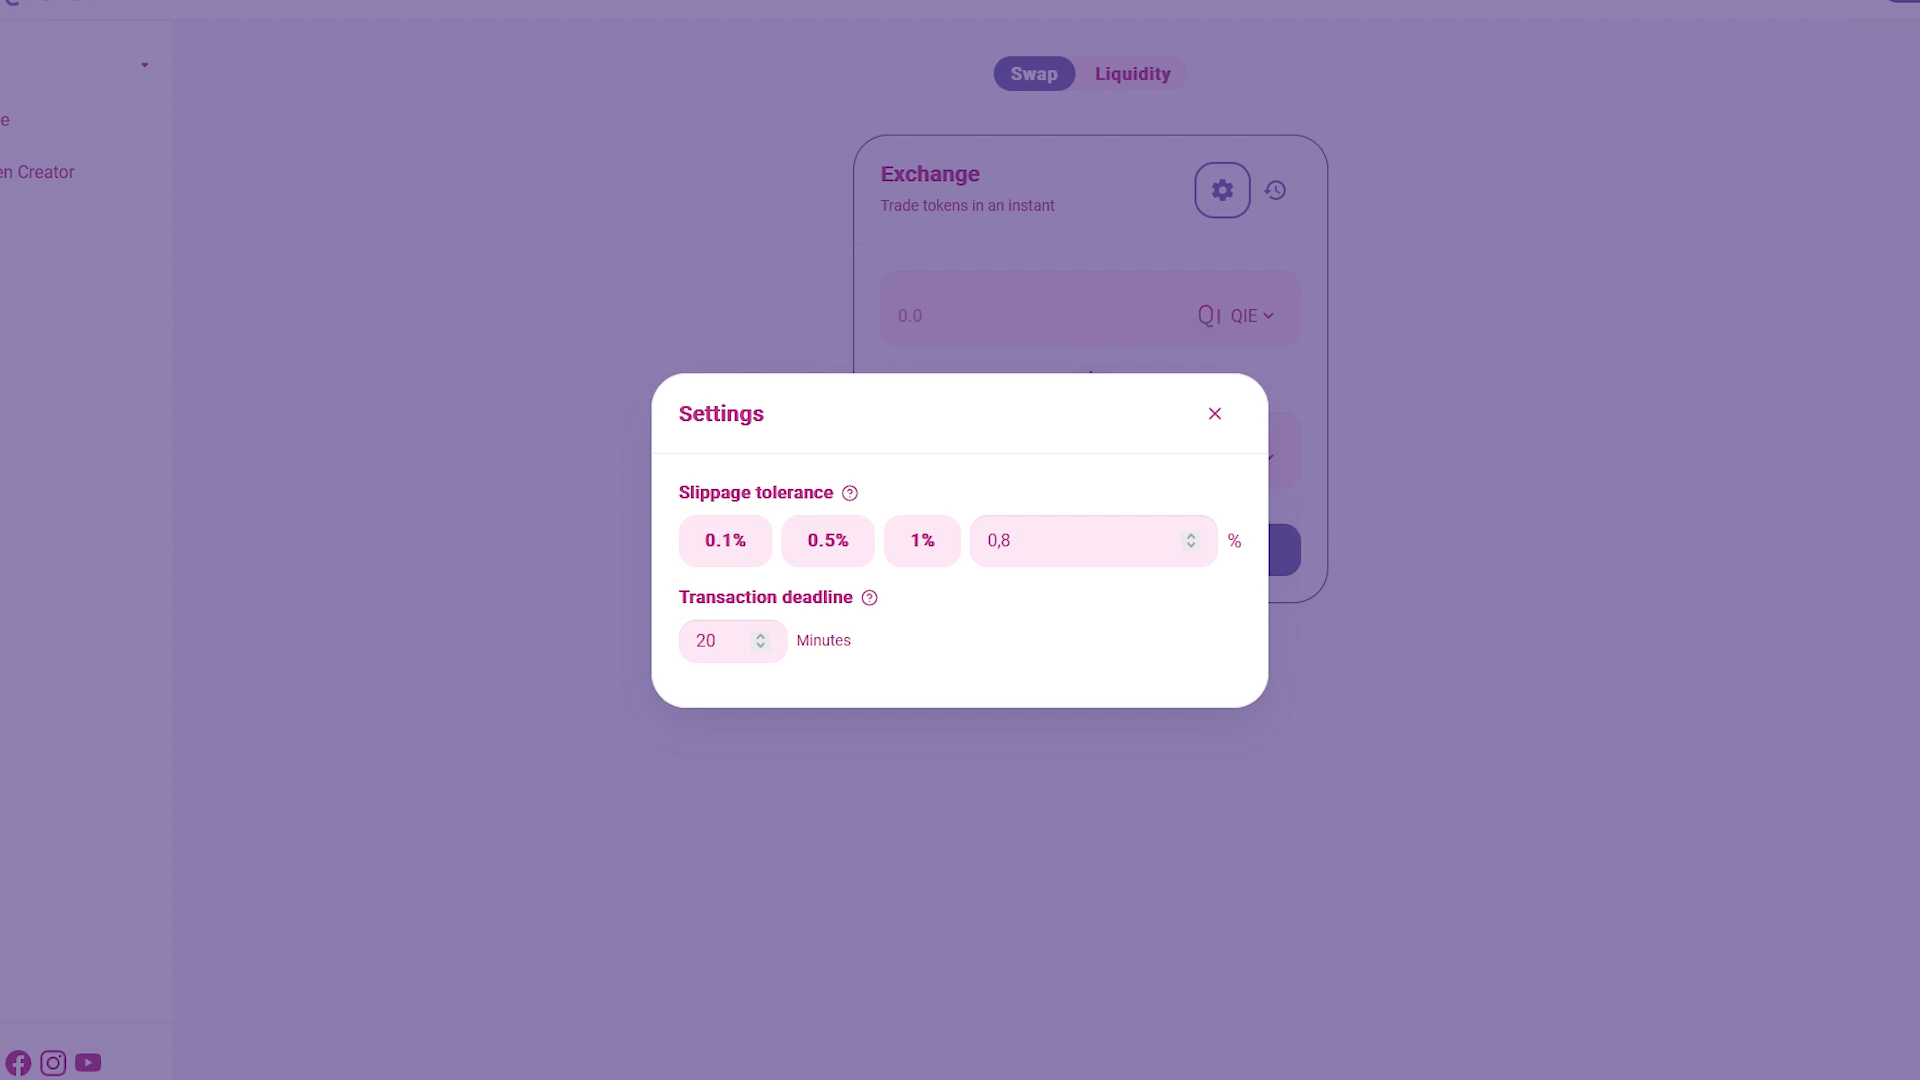 Swap Liquidity
e
en Creator
Exchange
Trade tokens in an instant
0.0 QIE
Settings
Slippage tolerance
0.1% 0.5% 1% 0,8 %
Transaction deadline
20 Minutes